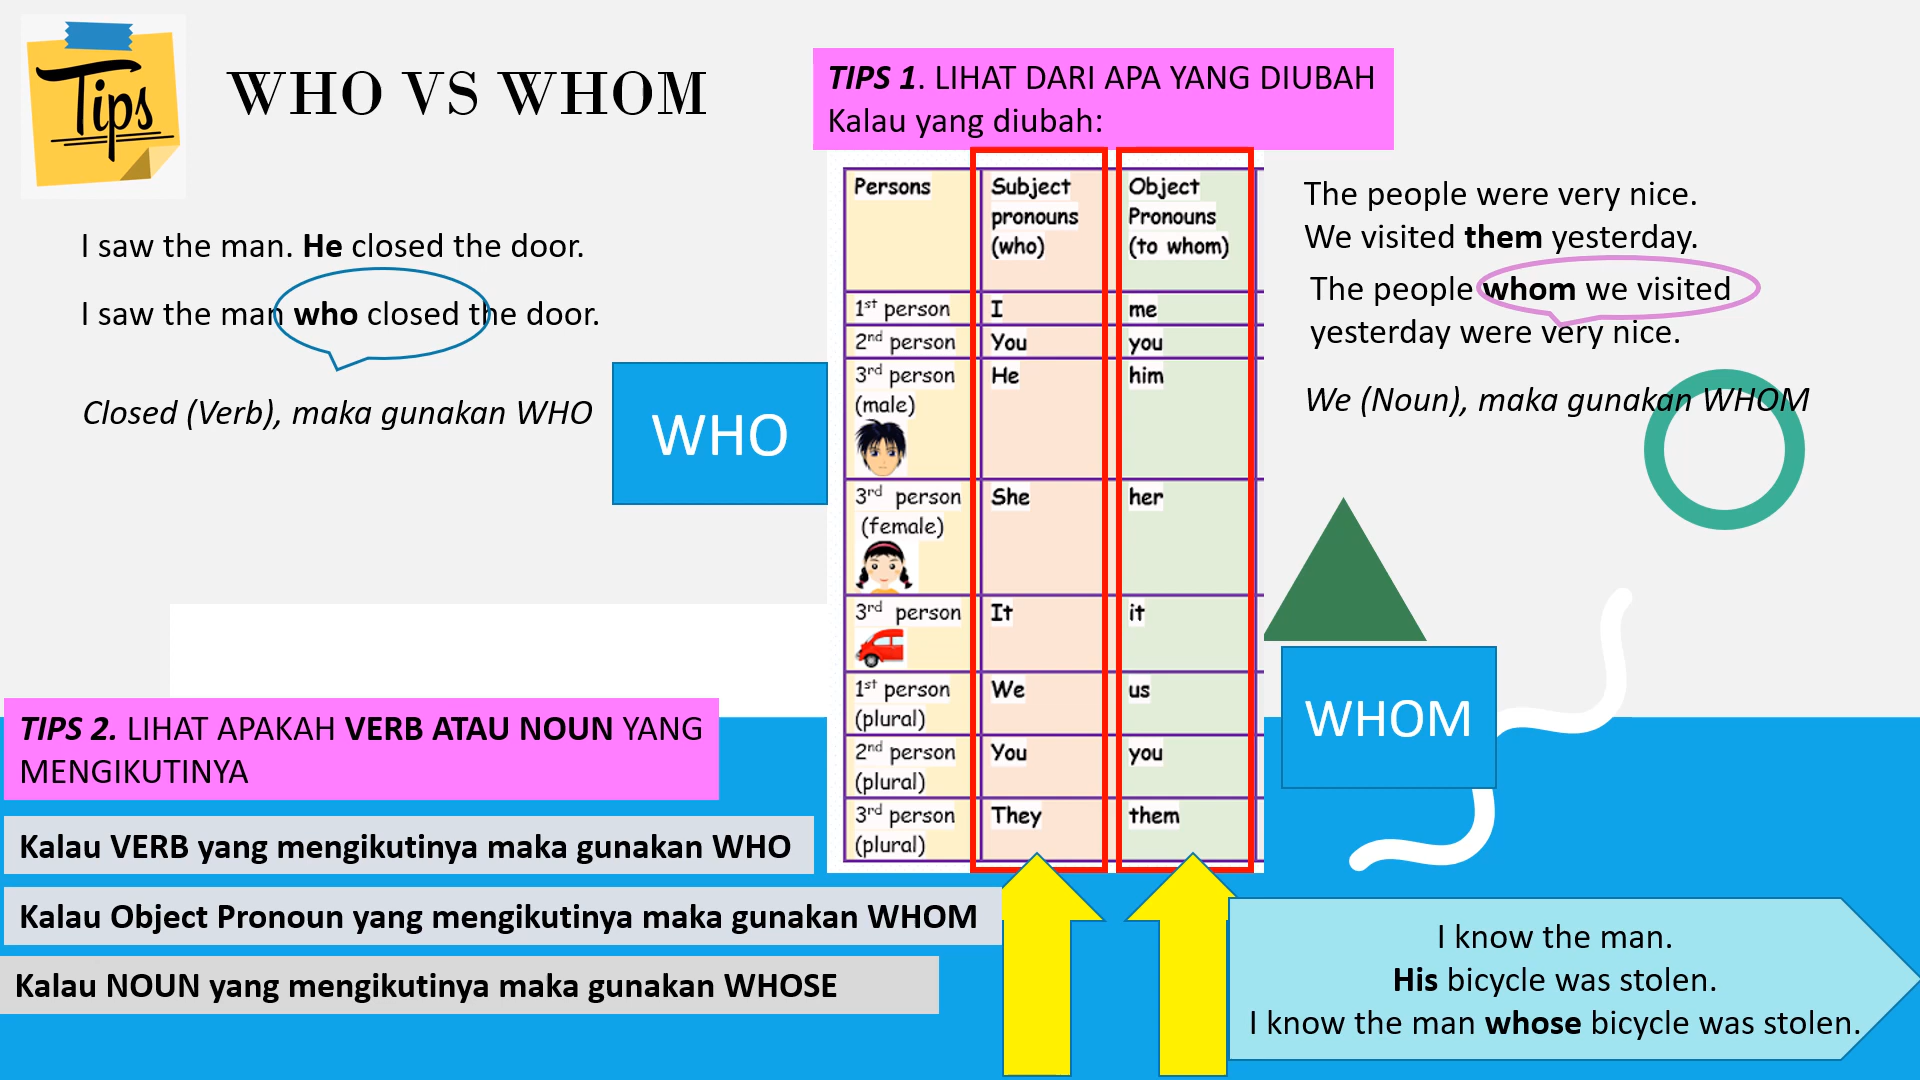 Tips
WHO VS WHOM
TIPS 1. LIHAT DARI APA YANG DIUBAH
Kalau yang diubah:
I saw the man. He closed the door.
I saw the man who closed the door.
Closed (Verb), maka gunakan WHO
WHO
Persons Subject pronouns (who) Object Pronouns (to whom)
1st person I me
2nd person You you
3rd person (male) He him
3rd person (female) She her
3rd person It it
1st person (plural) We us
2nd person (plural) You you
3rd person (plural) They them
The people were very nice.
We visited them yesterday.
The people whom we visited
yesterday were very nice.
We (Noun), maka gunakan WHOM
WHOM
TIPS 2. LIHAT APAKAH VERB ATAU NOUN YANG
MENGIKUTINYA
Kalau VERB yang mengikutinya maka gunakan WHO
Kalau Object Pronoun yang mengikutinya maka gunakan WHOM
Kalau NOUN yang mengikutinya maka gunakan WHOSE
I know the man.
His bicycle was stolen.
I know the man whose bicycle was stolen.